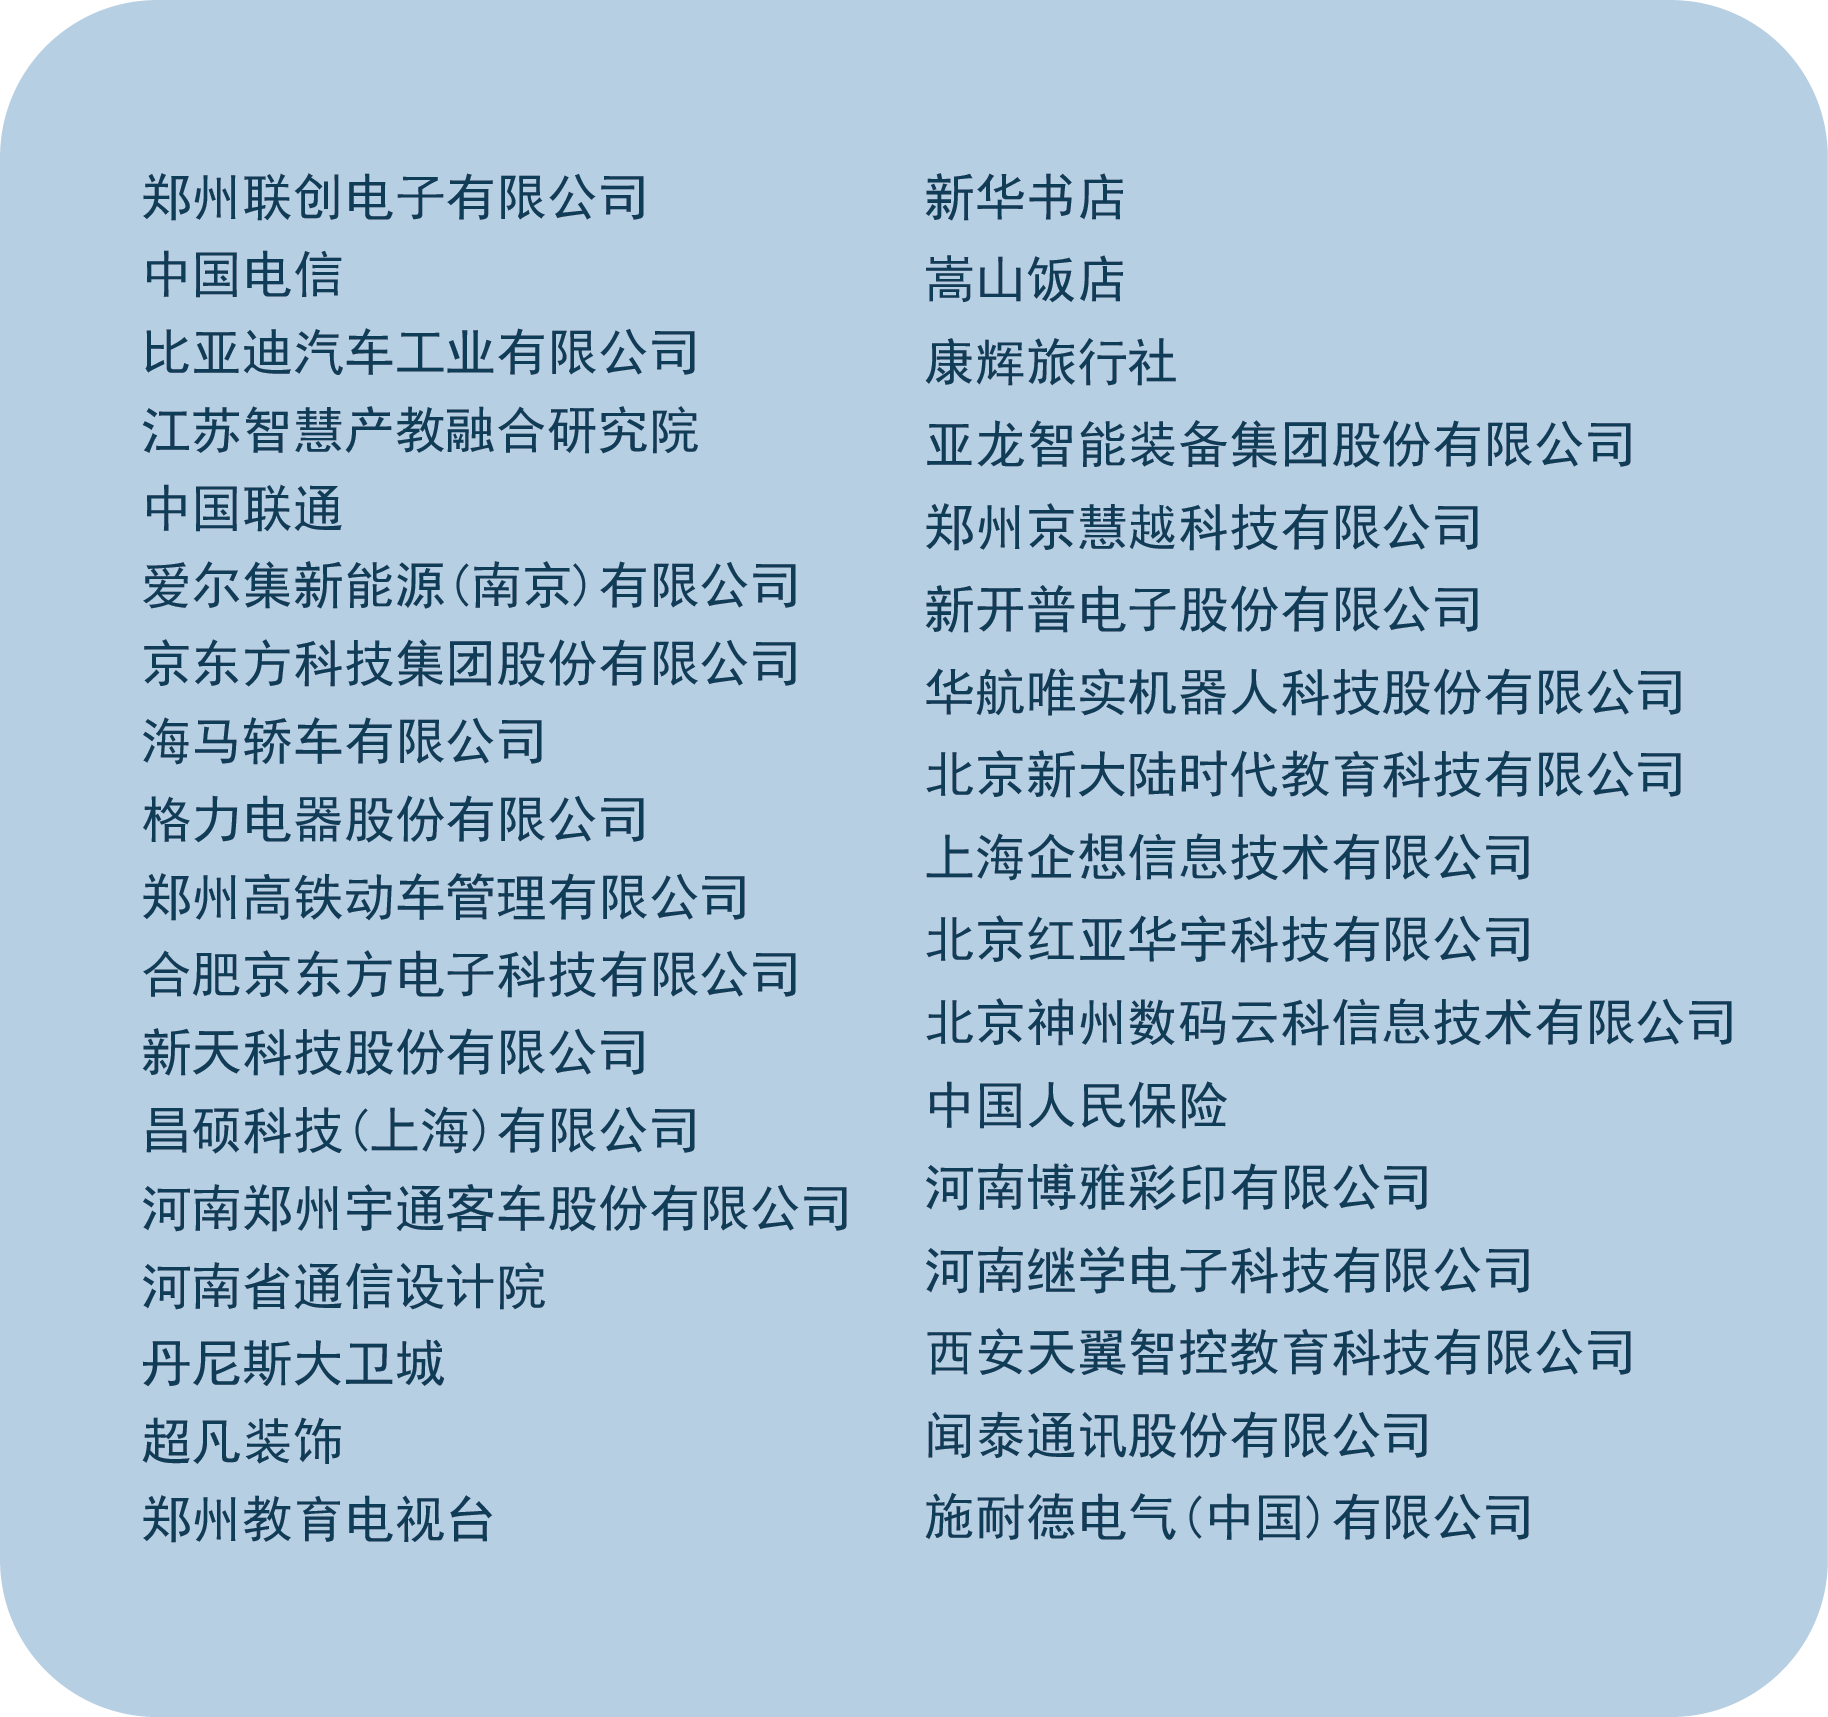 郑州联创电子有限公司
中国电信
比亚迪汽车工业有限公司
江苏智慧产教融合研究院
中国联通
爱尔集新能源(南京)有限公司
京东方科技集团股份有限公司
海马轿车有限公司
格力电器股份有限公司
郑州高铁动车管理有限公司
合肥京东方电子科技有限公司
新天科技股份有限公司
昌硕科技(上海)有限公司
河南郑州宇通客车股份有限公司
河南省通信设计院
丹尼斯大卫城
超凡装饰
郑州教育电视台
新华书店
嵩山饭店
康辉旅行社
亚龙智能装备集团股份有限公司
郑州京慧越科技有限公司
新开普电子股份有限公司
华航唯实机器人科技股份有限公司
北京新大陆时代教育科技有限公司
上海企想信息技术有限公司
北京红亚华宇科技有限公司
北京神州数码云科信息技术有限公司
中国人民保险
河南博雅彩印有限公司
河南继学电子科技有限公司
西安天翼智控教育科技有限公司
闻泰通讯股份有限公司
施耐德电气(中国)有限公司